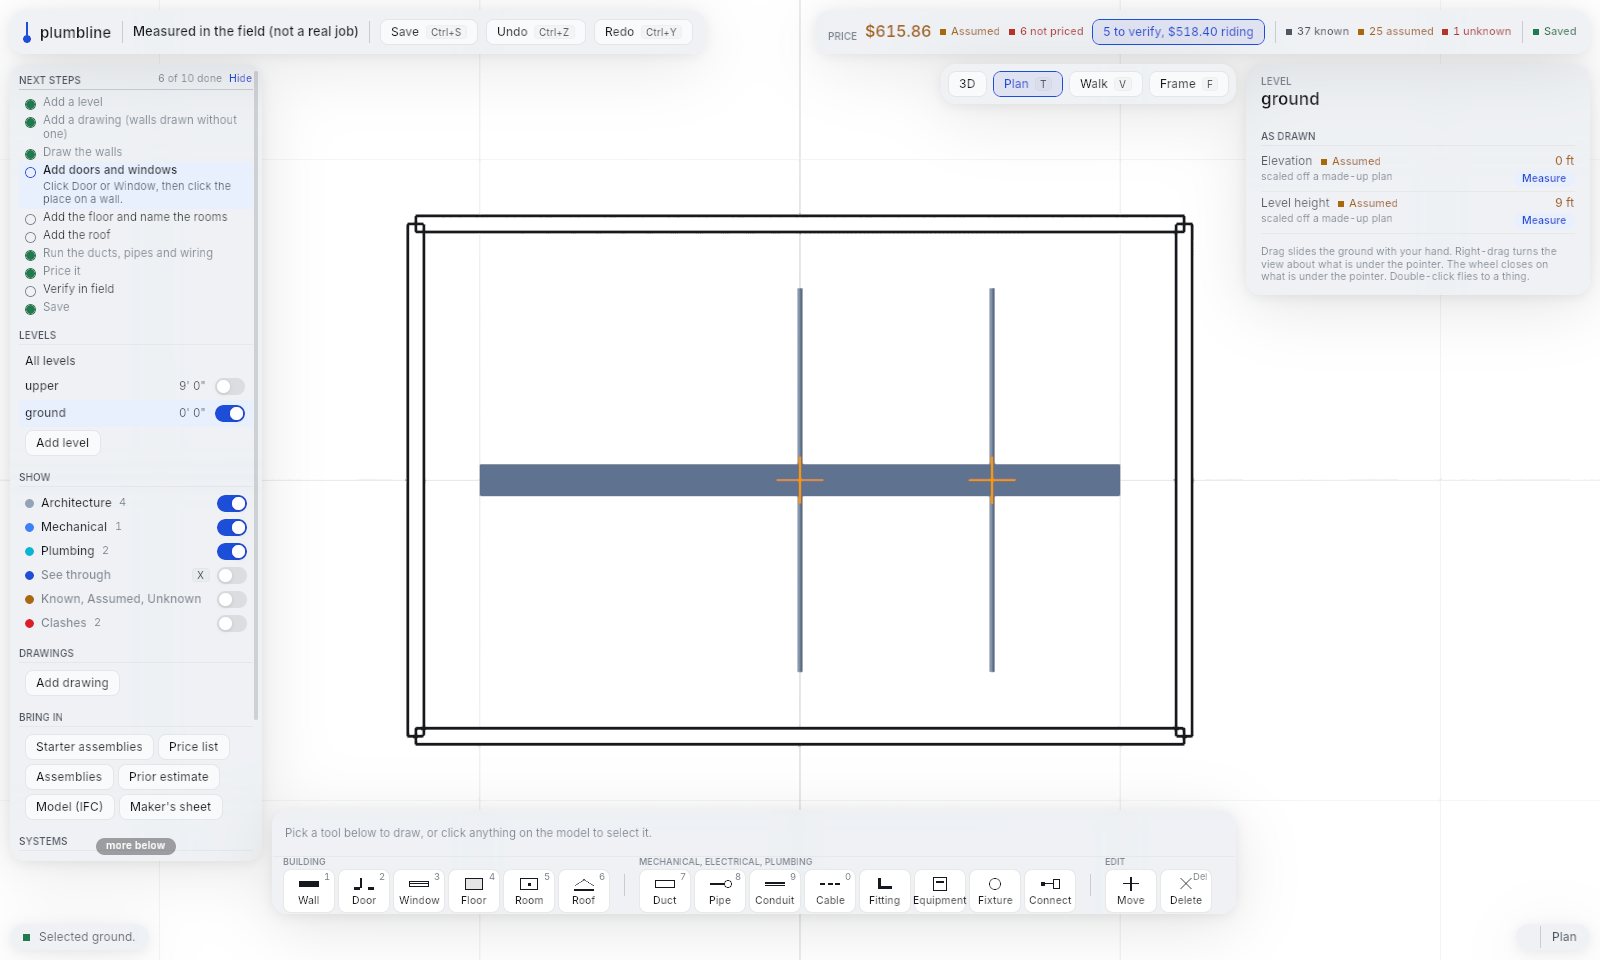 plumbline
Measured in the field (not a real job)
Save Ctrl+S
Undo Ctrl+Z
Redo Ctrl+Y
PRICE $615.86 Assumed 6 not priced
5 to verify, $518.40 riding
37 known 25 assumed 1 unknown
Saved
3D
Plan T
Walk V
Frame F
NEXT STEPS 6 of 10 done Hide
Add a level
Add a drawing (walls drawn without
one)
Draw the walls
Add doors and windows
Click Door or Window, then click the
place on a wall.
Add the floor and name the rooms
Add the roof
Run the ducts, pipes and wiring
Price it
Verify in field
Save
LEVELS
All levels
upper 9' 0"
ground 0' 0"
Add level
SHOW
Architecture 4
Mechanical 1
Plumbing 2
See through X
Known, Assumed, Unknown
Clashes 2
DRAWINGS
Add drawing
BRING IN
Starter assemblies Price list
Assemblies Prior estimate
Model (IFC) Maker's sheet
SYSTEMS
more below
LEVEL
ground
AS DRAWN
Elevation Assumed 0 ft
scaled off a made-up plan Measure
Level height Assumed 9 ft
scaled off a made-up plan Measure
Drag slides the ground with your hand. Right-drag turns the
view about what is under the pointer. The wheel closes on
what is under the pointer. Double-click flies to a thing.
Pick a tool below to draw, or click anything on the model to select it.
BUILDING
Wall 1
Door 2
Window 3
Floor 4
Room 5
Roof 6
MECHANICAL, ELECTRICAL, PLUMBING
Duct 7
Pipe 8
Conduit 9
Cable 0
Fitting
Equipment
Fixture
Connect
EDIT
Move
Delete Del
Selected ground.
Plan